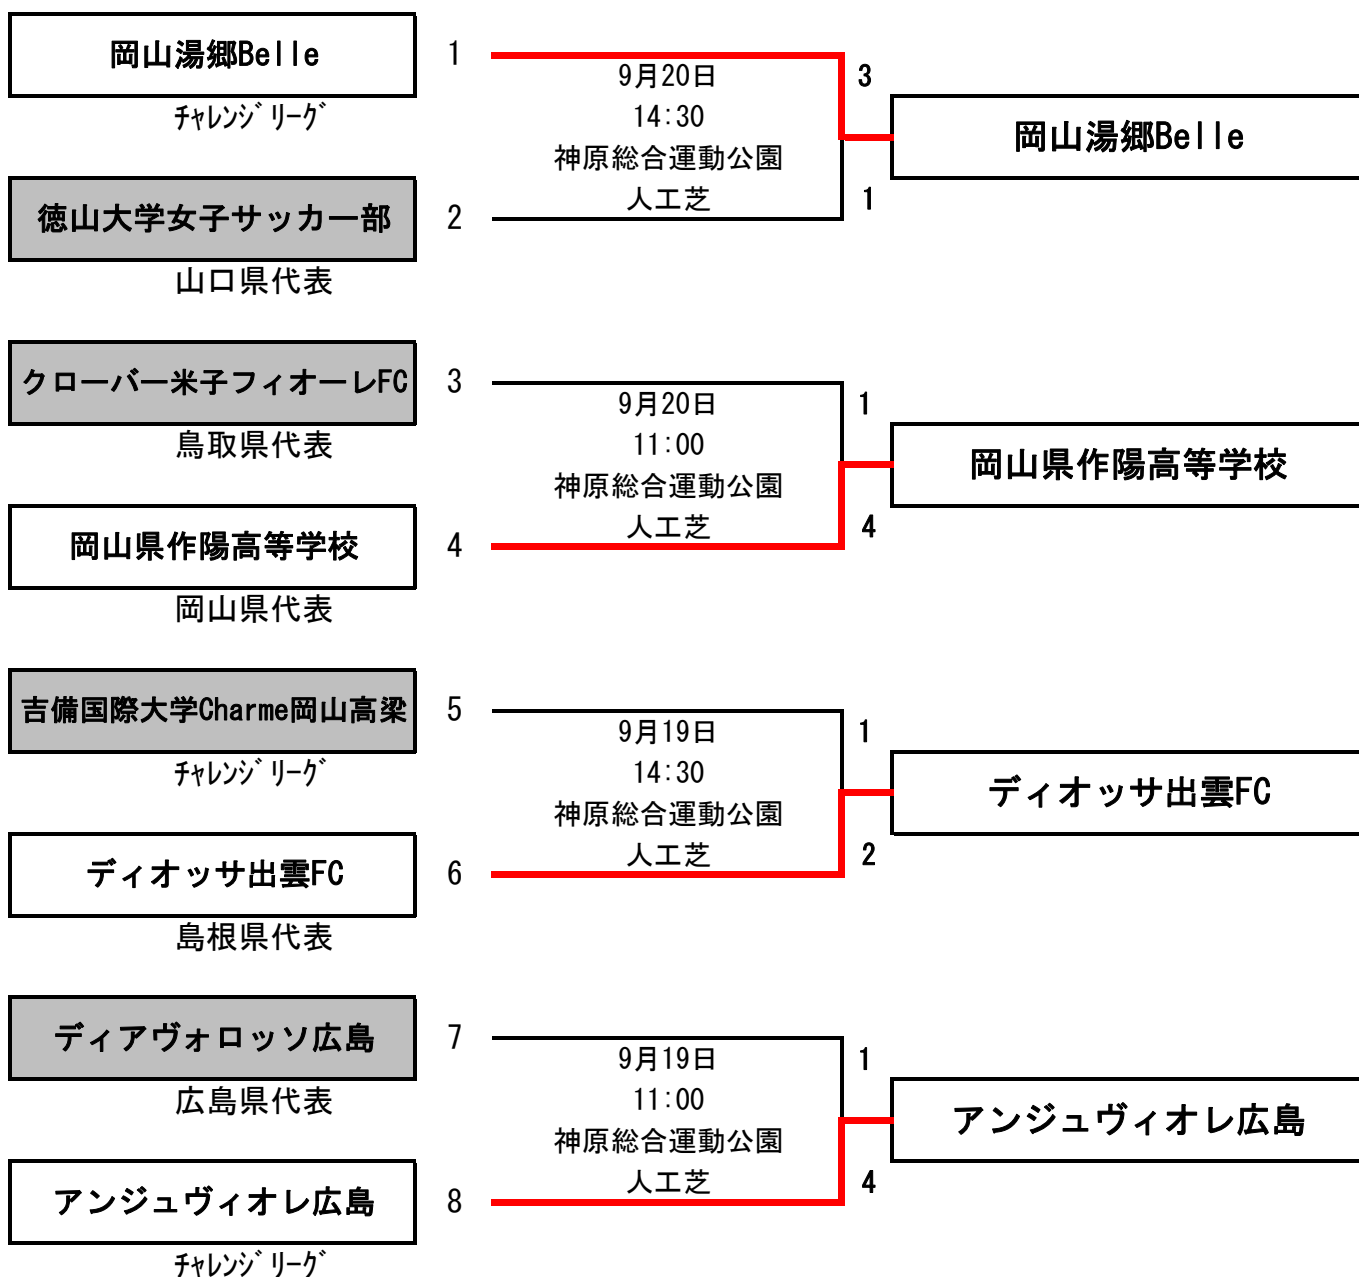 岡山湯郷Belle
チャレンジリーグ
1
9月20日
14:30
神原総合運動公園
人工芝
3
1
岡山湯郷Belle
徳山大学女子サッカー部
山口県代表
2
クローバー米子フィオーレFC
鳥取県代表
3
9月20日
11:00
神原総合運動公園
人工芝
1
4
岡山県作陽高等学校
岡山県作陽高等学校
岡山県代表
4
吉備国際大学Charme岡山高梁
チャレンジリーグ
5
9月19日
14:30
神原総合運動公園
人工芝
1
2
ディオッサ出雲FC
ディオッサ出雲FC
島根県代表
6
ディアヴォロッソ広島
広島県代表
7
9月19日
11:00
神原総合運動公園
人工芝
1
4
アンジュヴィオレ広島
アンジュヴィオレ広島
チャレンジリーグ
8